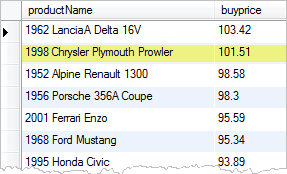 productName buyprice
1962 LanciaA Delta 16V 103.42
1998 Chrysler Plymouth Prowler 101.51
1952 Alpine Renault 1300 98.58
1956 Porsche 356A Coupe 98.3
2001 Ferrari Enzo 95.59
1968 Ford Mustang 95.34
1995 Honda Civic 93.89